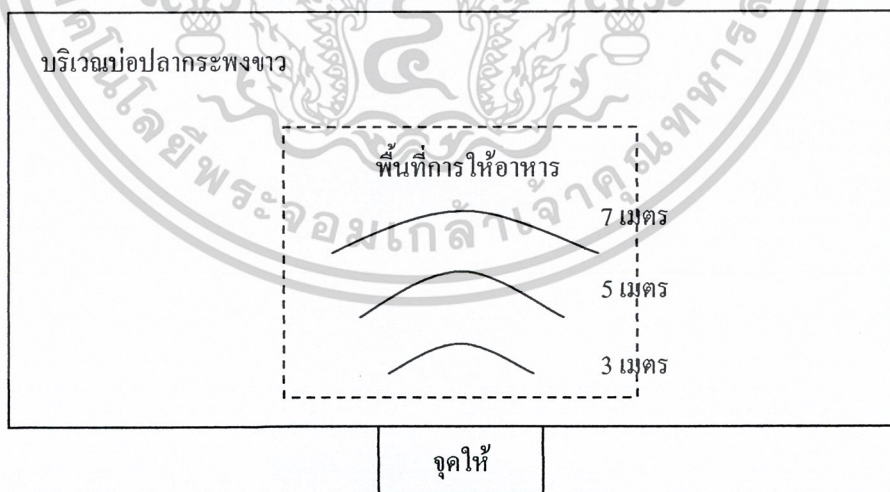 บริเวณบ่อปลากระพงขาว
พื้นที่การให้อาหาร
7 เมตร
5 เมตร
3 เมตร
จุดให้